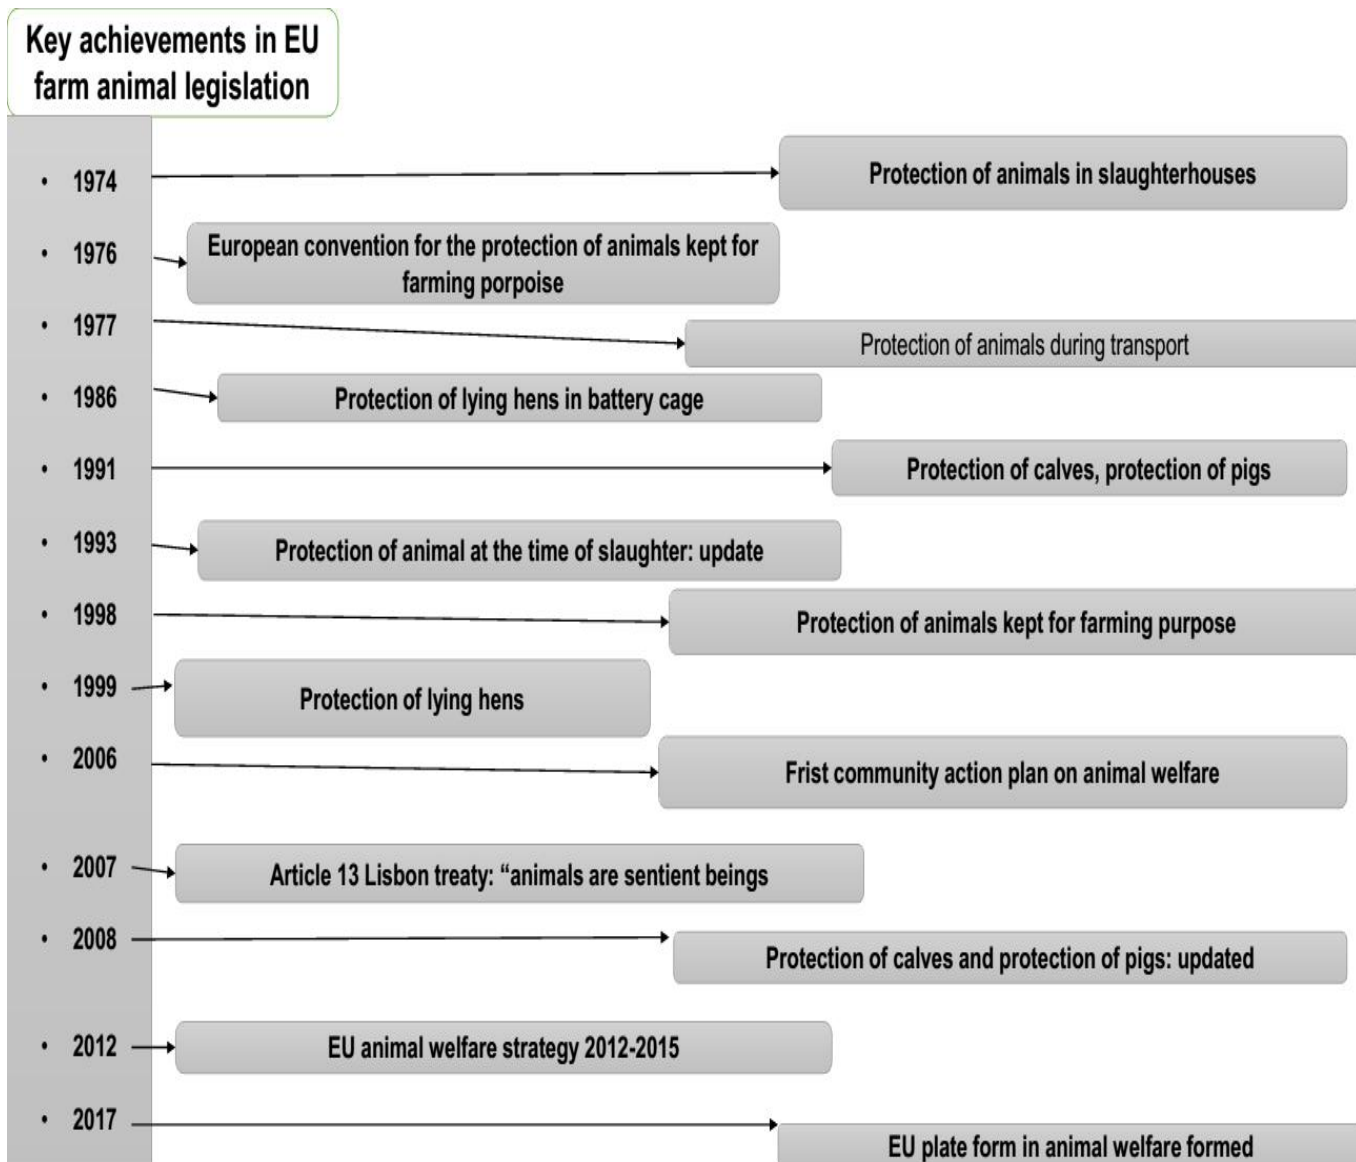 Key achievements in EU
farm animal legislation
• 1974
Protection of animals in slaughterhouses
• 1976
European convention for the protection of animals kept for
farming porpoise
• 1977
Protection of animals during transport
• 1986
Protection of lying hens in battery cage
• 1991
Protection of calves, protection of pigs
• 1993
Protection of animal at the time of slaughter: update
• 1998
Protection of animals kept for farming purpose
• 1999
Protection of lying hens
• 2006
Frist community action plan on animal welfare
• 2007
Article 13 Lisbon treaty: “animals are sentient beings
• 2008
Protection of calves and protection of pigs: updated
• 2012
EU animal welfare strategy 2012-2015
• 2017
EU plate form in animal welfare formed